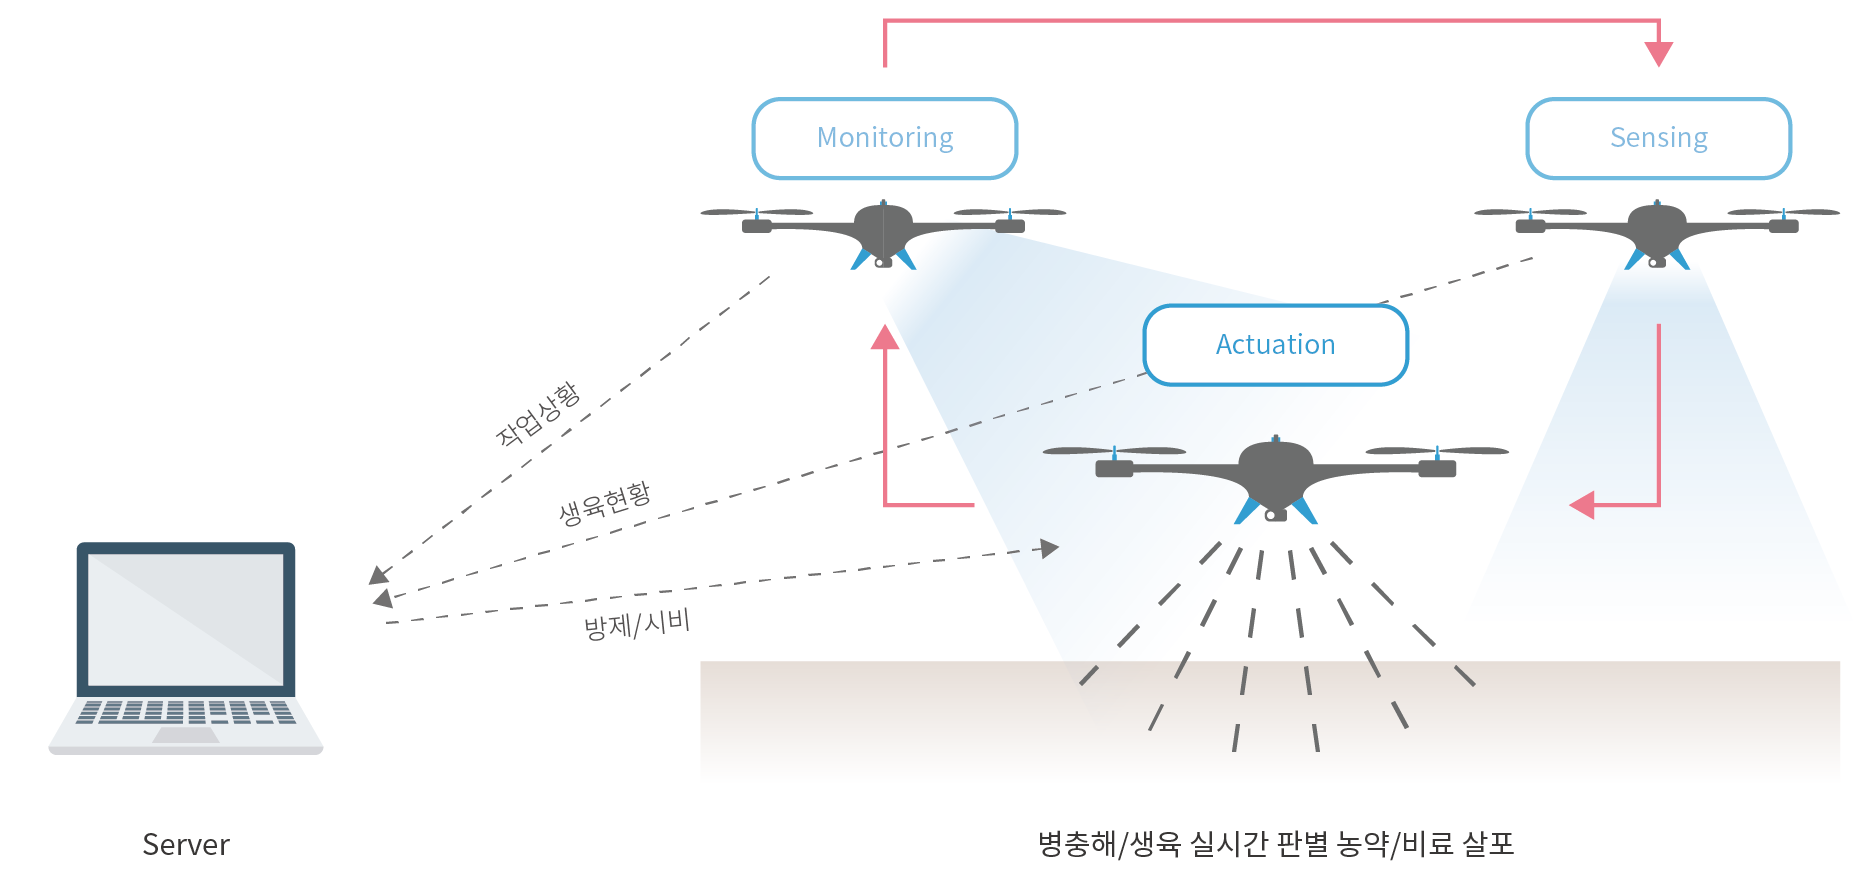 Monitoring
Sensing
Actuation
작업상황
생육현황
방제/시비
Server
병충해/생육 실시간 판별 농약/비료 살포